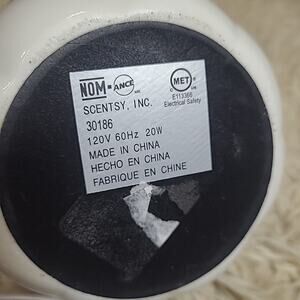 NOM-ANCE
MET
E113366
Electrical Safety
SCENTSY, INC.
30186
120V 60Hz 20W
MADE IN CHINA
HECHO EN CHINA
FABRIQUE EN CHINE